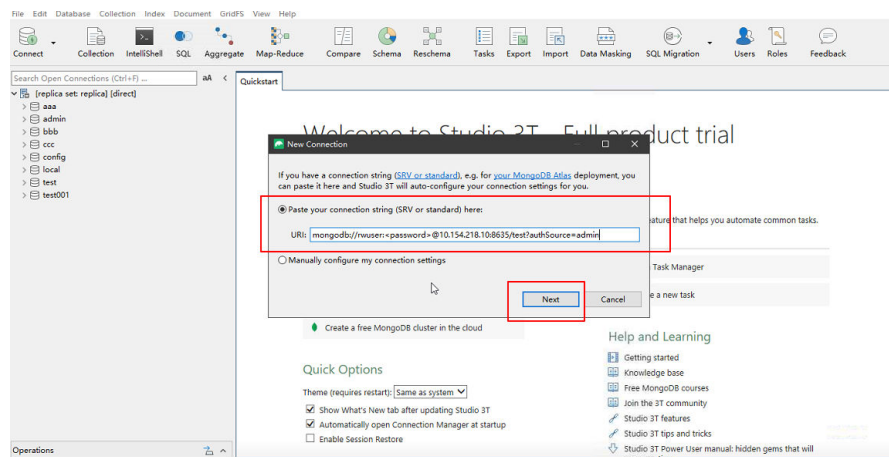 File Edit Database Collection Index Document GridFS View Help
Connect Collection IntelliShell SQL Aggregate Map-Reduce Compare Schema Reschema Tasks Export Import Data Masking SQL Migration Users Roles Feedback
Search Open Connections (Ctrl+F) ... aA
Quickstart
[replica set: replica] [direct]
aaa
admin
bbb
ccc
config
local
test
test001
Welcome to Studio 3T Full product trial
New Connection
If you have a connection string (SRV or standard), e.g. for your MongoDB Atlas deployment, you
can paste it here and Studio 3T will auto-configure your connection settings for you.
Paste your connection string (SRV or standard) here:
URI: mongodb://rwuser:<password>@10.154.218.10:8635/test?authSource=admin
Manually configure my connection settings
Next Cancel
eature that helps you automate common tasks.
Task Manager
e a new task
Create a free MongoDB cluster in the cloud
Quick Options
Theme (requires restart): Same as system
Show What's New tab after updating Studio 3T
Automatically open Connection Manager at startup
Enable Session Restore
Help and Learning
Getting started
Knowledge base
Free MongoDB courses
Join the 3T community
Studio 3T features
Studio 3T tips and tricks
Studio 3T Power User manual: hidden gems that will
Operations